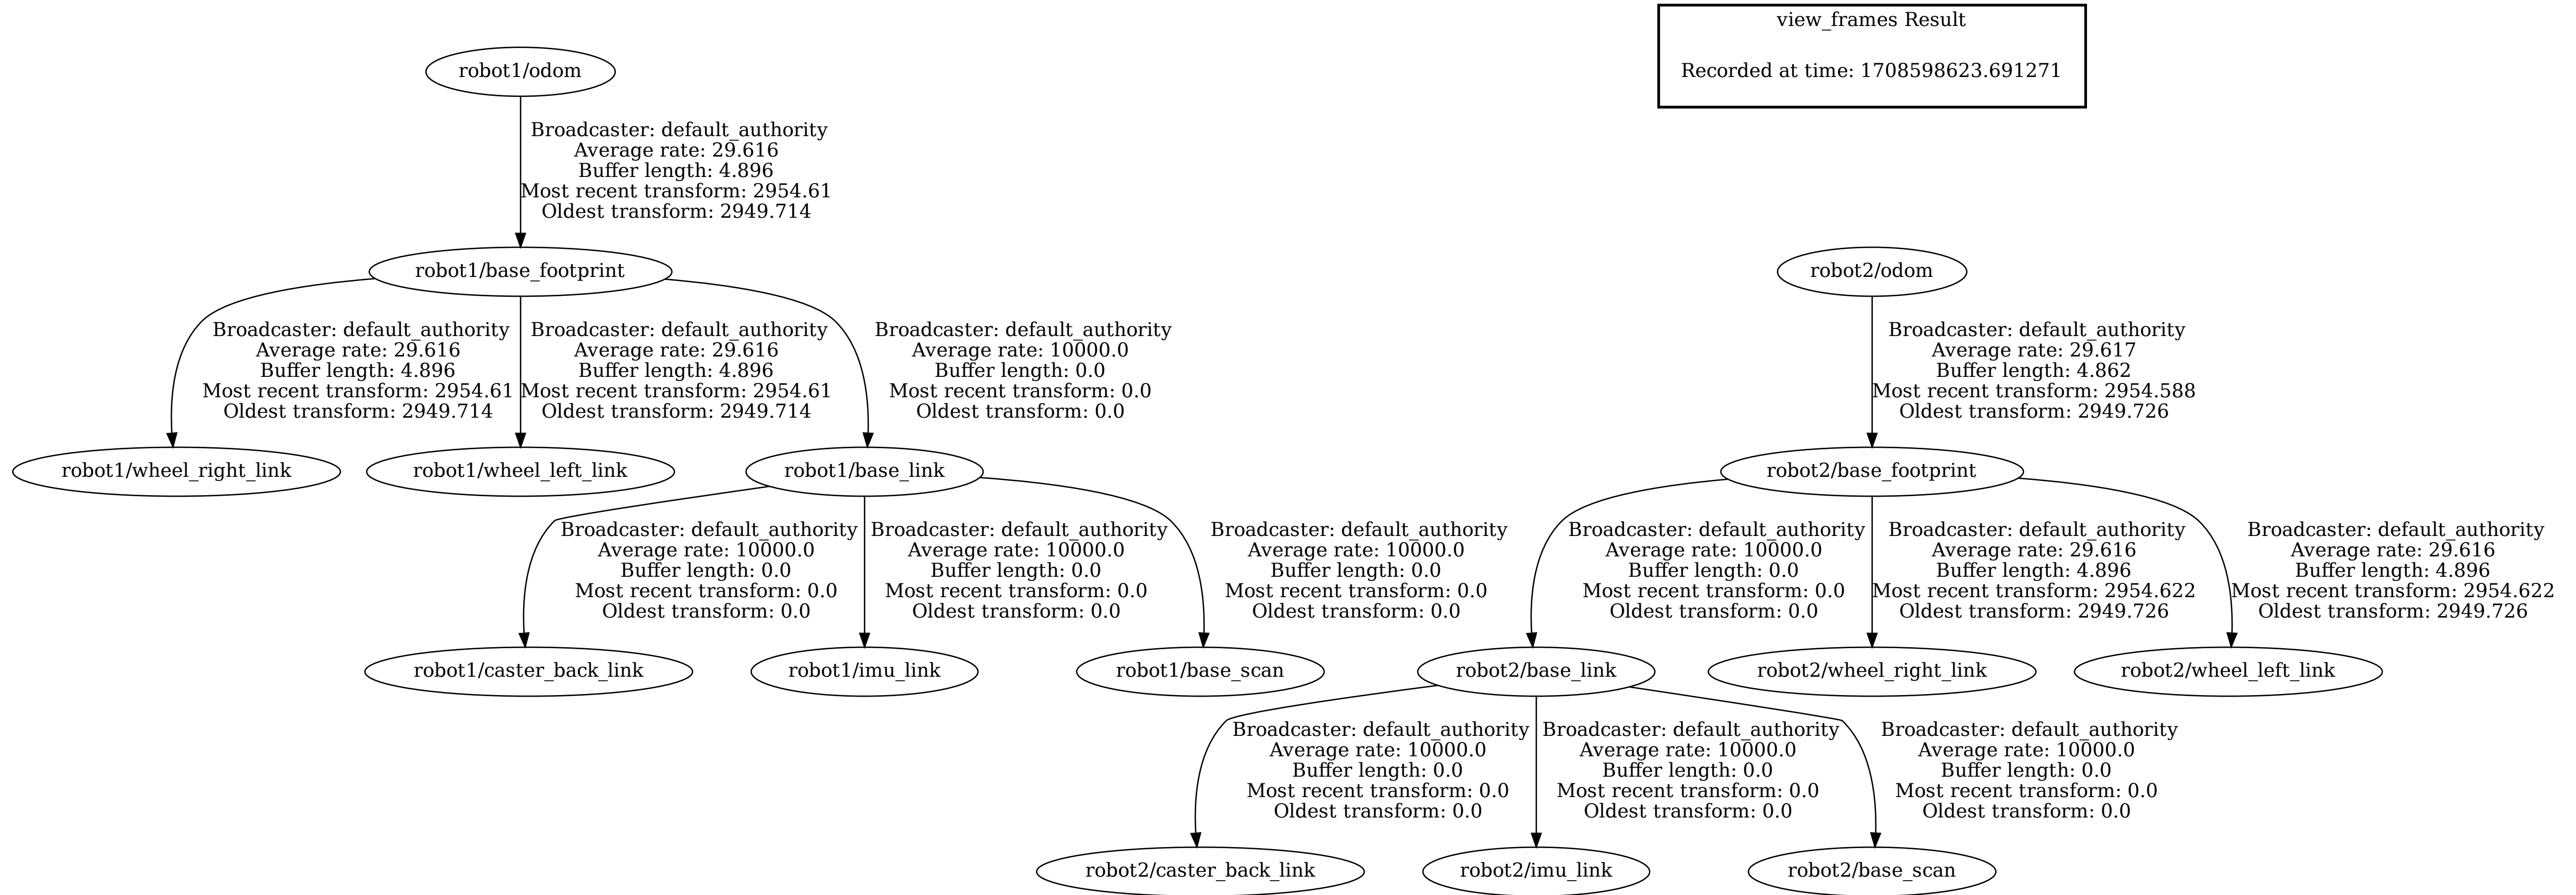 view_frames Result
Recorded at time: 1708598623.691271
robot1/odom
Broadcaster: default_authority
Average rate: 29.616
Buffer length: 4.896
Most recent transform: 2954.61
Oldest transform: 2949.714
robot1/base_footprint
robot2/odom
Broadcaster: default_authority
Average rate: 29.616
Buffer length: 4.896
Most recent transform: 2954.61
Oldest transform: 2949.714
Broadcaster: default_authority
Average rate: 29.616
Buffer length: 4.896
Most recent transform: 2954.61
Oldest transform: 2949.714
Broadcaster: default_authority
Average rate: 10000.0
Buffer length: 0.0
Most recent transform: 0.0
Oldest transform: 0.0
Broadcaster: default_authority
Average rate: 29.617
Buffer length: 4.862
Most recent transform: 2954.588
Oldest transform: 2949.726
robot1/wheel_right_link
robot1/wheel_left_link
robot1/base_link
robot2/base_footprint
Broadcaster: default_authority
Average rate: 10000.0
Buffer length: 0.0
Most recent transform: 0.0
Oldest transform: 0.0
Broadcaster: default_authority
Average rate: 10000.0
Buffer length: 0.0
Most recent transform: 0.0
Oldest transform: 0.0
Broadcaster: default_authority
Average rate: 10000.0
Buffer length: 0.0
Most recent transform: 0.0
Oldest transform: 0.0
Broadcaster: default_authority
Average rate: 10000.0
Buffer length: 0.0
Most recent transform: 0.0
Oldest transform: 0.0
Broadcaster: default_authority
Average rate: 29.616
Buffer length: 4.896
Most recent transform: 2954.622
Oldest transform: 2949.726
Broadcaster: default_authority
Average rate: 29.616
Buffer length: 4.896
Most recent transform: 2954.622
Oldest transform: 2949.726
robot1/caster_back_link
robot1/imu_link
robot1/base_scan
robot2/base_link
robot2/wheel_right_link
robot2/wheel_left_link
Broadcaster: default_authority
Average rate: 10000.0
Buffer length: 0.0
Most recent transform: 0.0
Oldest transform: 0.0
Broadcaster: default_authority
Average rate: 10000.0
Buffer length: 0.0
Most recent transform: 0.0
Oldest transform: 0.0
Broadcaster: default_authority
Average rate: 10000.0
Buffer length: 0.0
Most recent transform: 0.0
Oldest transform: 0.0
robot2/caster_back_link
robot2/imu_link
robot2/base_scan